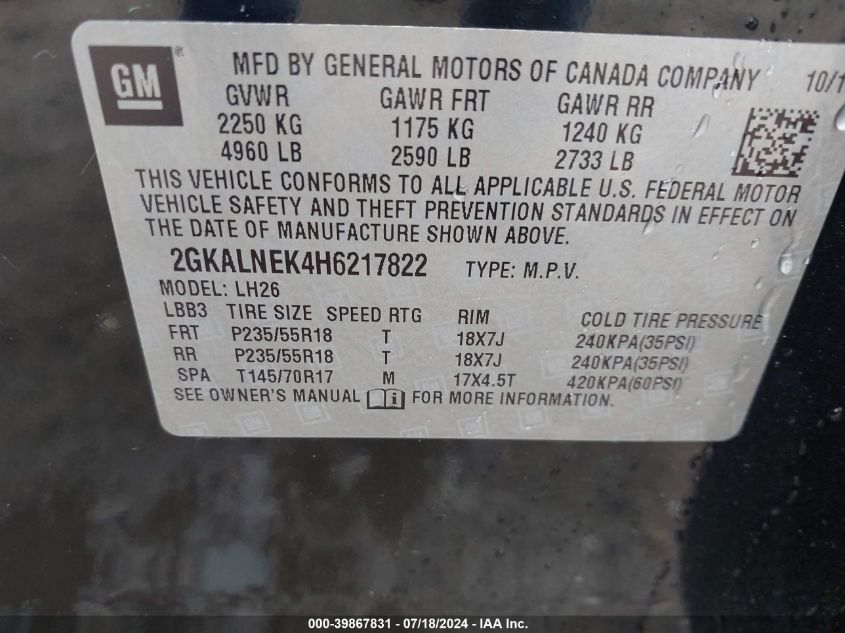 GM ®
MFD BY GENERAL MOTORS OF CANADA COMPANY 10/1
GVWR GAWR FRT GAWR RR
2250 KG 1175 KG 1240 KG
4960 LB 2590 LB 2733 LB
THIS VEHICLE CONFORMS TO ALL APPLICABLE U.S. FEDERAL MOTOR
VEHICLE SAFETY AND THEFT PREVENTION STANDARDS IN EFFECT ON
THE DATE OF MANUFACTURE SHOWN ABOVE.
2GKALNEK4H6217822 TYPE: M.P.V.
MODEL: LH26
LBB3 TIRE SIZE SPEED RTG RIM COLD TIRE PRESSURE
FRT P235/55R18 T 18X7J 240KPA(35PSI)
RR P235/55R18 T 18X7J 240KPA(35PSI)
SPA T145/70R17 M 17X4.5T 420KPA(60PSI)
SEE OWNER'S MANUAL FOR MORE INFORMATION.
000-39867831 - 07/18/2024 - IAA Inc.